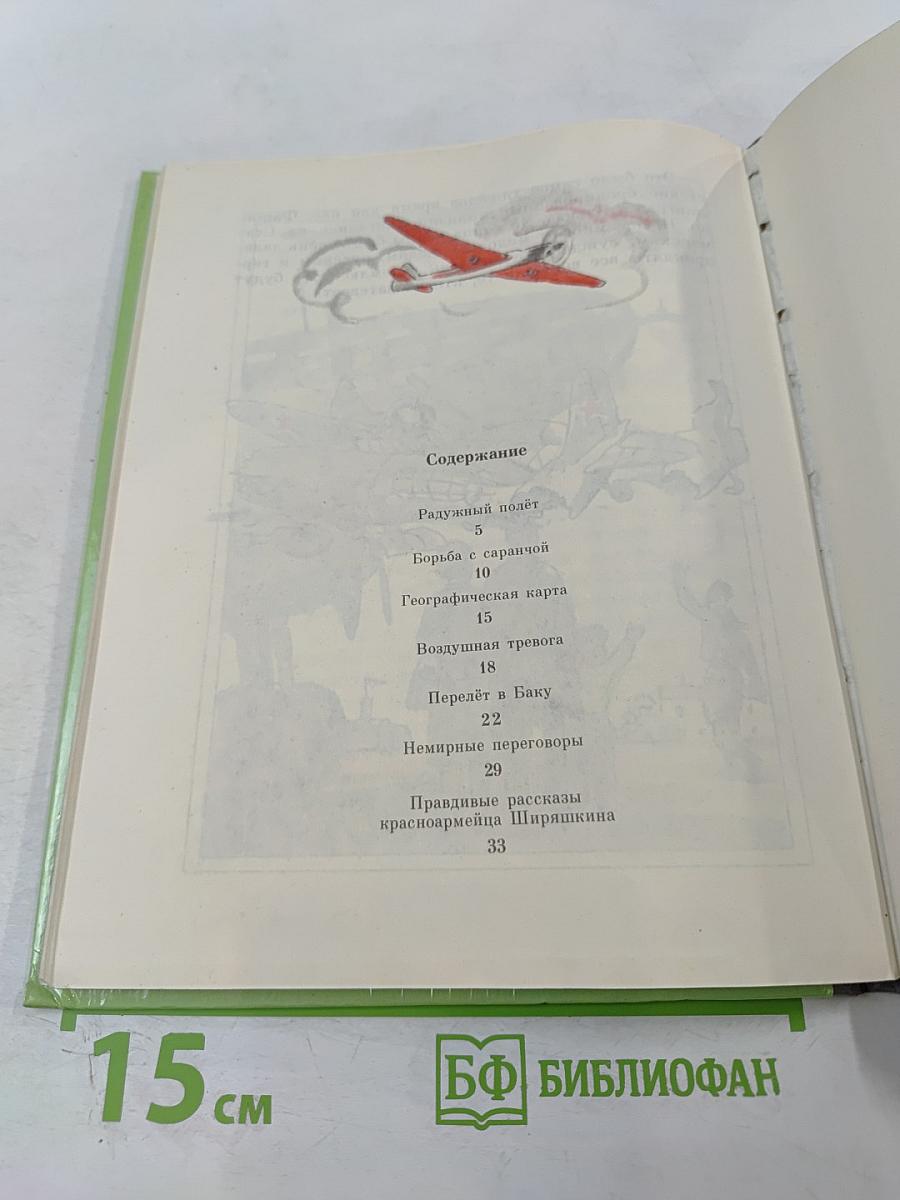 Содержание
Радужный полёт
5
Борьба с саранчой
10
Географическая карта
15
Воздушная тревога
18
Перелёт в Баку
22
Немирные переговоры
29
Правдивые рассказы
красноармейца Ширяшкина
33
15 см
БФ БИБЛИОФАН